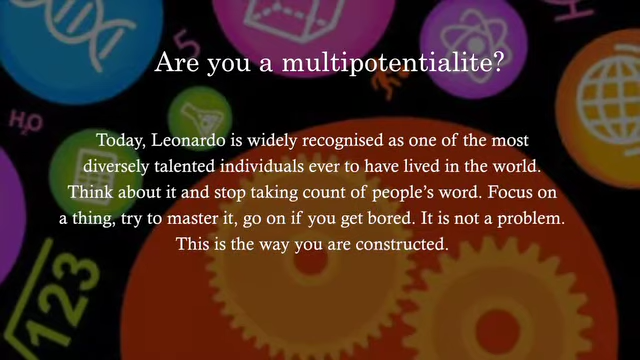 Are you a multipotentialite?
Today, Leonardo is widely recognised as one of the most
diversely talented individuals ever to have lived in the world.
Think about it and stop taking count of people's word. Focus on
a thing, try to master it, go on if you get bored. It is not a problem.
This is the way you are constructed.
5
H₂O
123